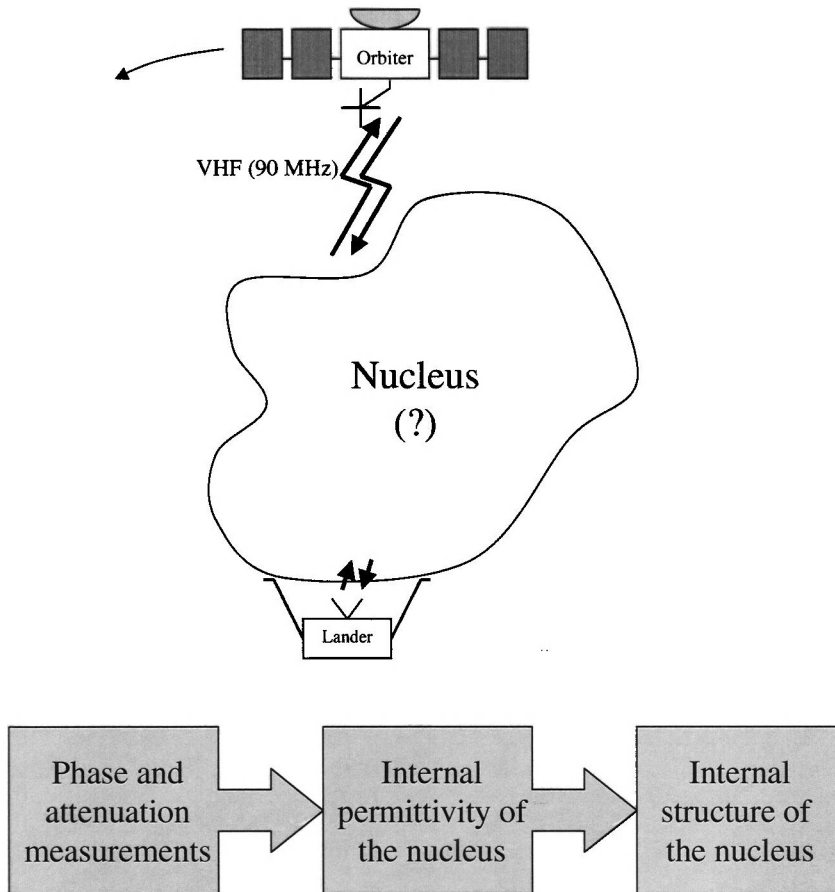 Orbiter
VHF (90 MHz)
Nucleus
(?)
Lander
Phase and
attenuation
measurements
Internal
permittivity of
the nucleus
Internal
structure of
the nucleus